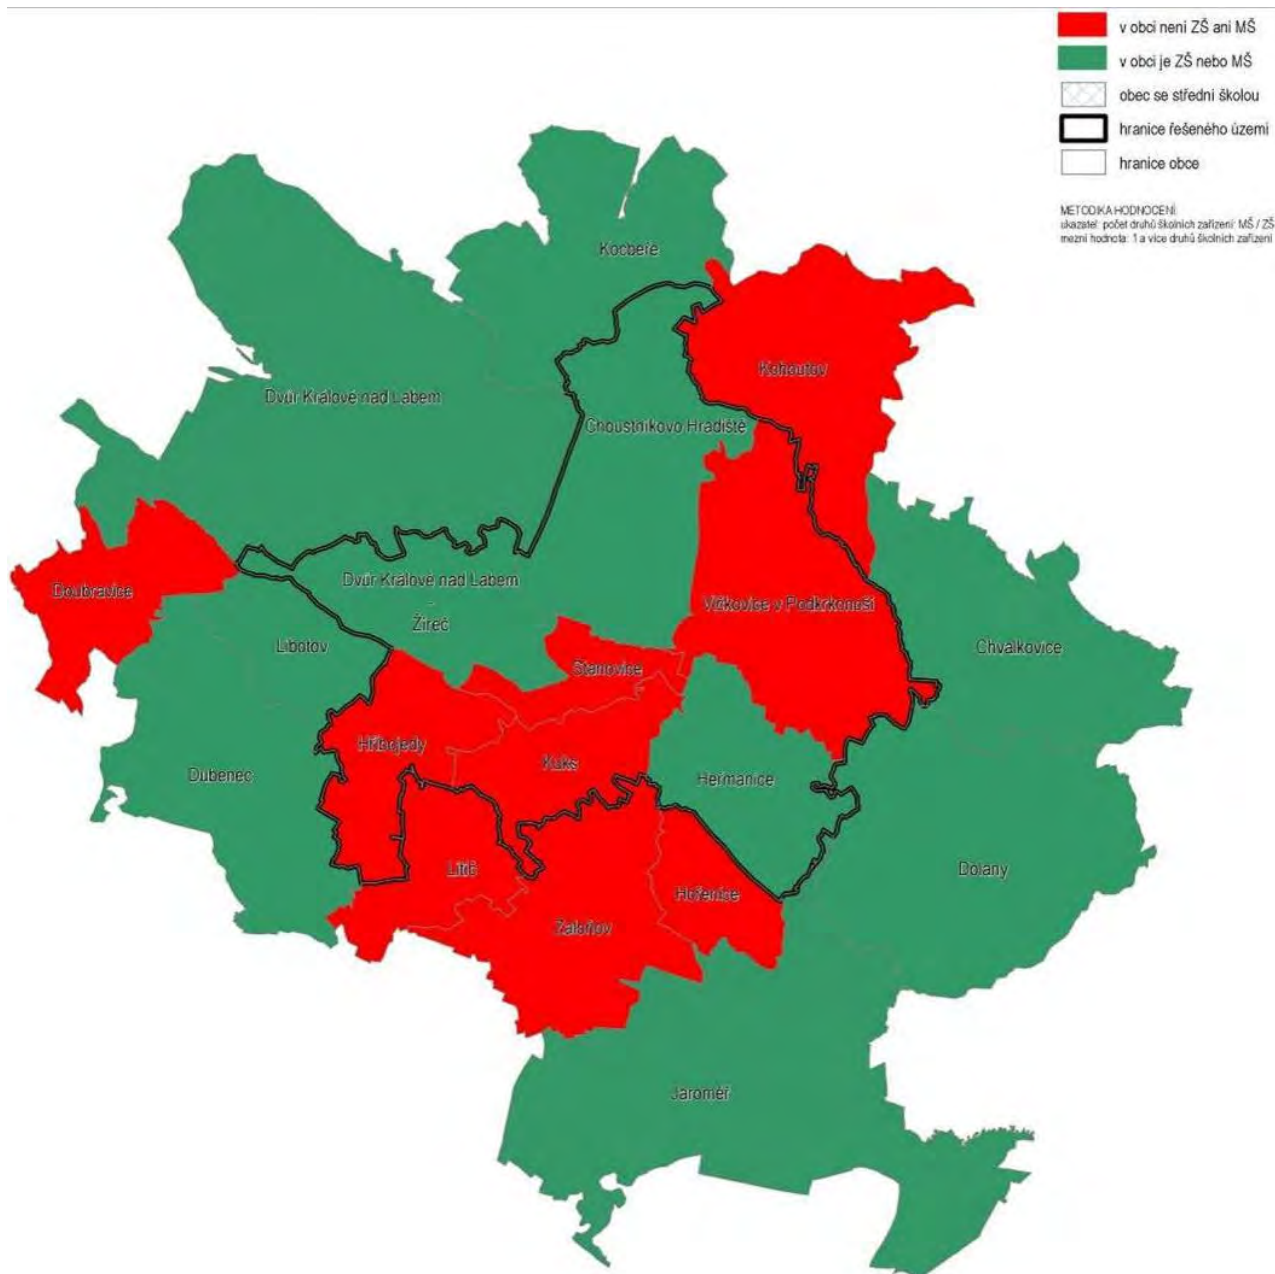 v obci není ZŠ ani MŠ
v obci je ZŠ nebo MŠ
obec se střední školou
hranice řešeného území
hranice obce
METODIKA HODNOCENÍ:
ukazatel: počet druhů školních zařízení: MŠ / ZŠ
mezní hodnota: 1 a více druhů školních zařízení
Kocbeře
Kohoutov
Dvůr Králové nad Labem
Choustníkovo Hradiště
Dvůr Králové nad Labem
-
Žireč
Doubravice
Vlčkovice v Podkrkonoší
Libotov
Chvalkovice
Stanovice
Hřibojedy
Kuks
Dubenec
Heřmanice
Litíč
Dolany
Hořenice
Zaloňov
Jaroměř